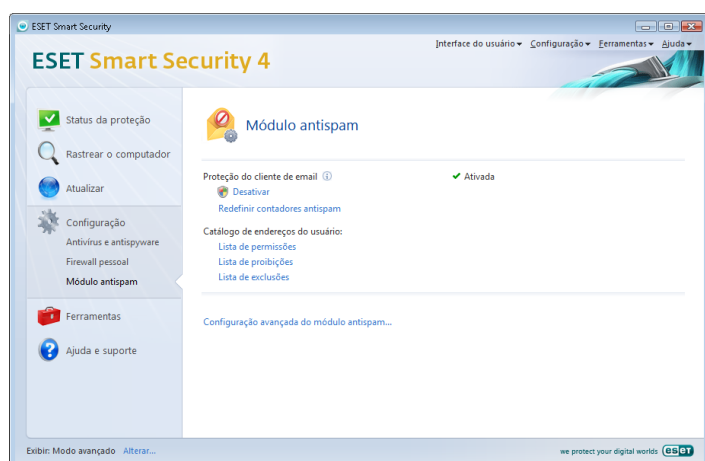 ESET Smart Security
Interface do usuário Configuração Ferramentas Ajuda
ESET Smart Security 4
Status da proteção
Rastrear o computador
Atualizar
Configuração
Antivírus e antispyware
Firewall pessoal
Módulo antispam
Ferramentas
Ajuda e suporte
Módulo antispam
Proteção do cliente de email Ativada
Desativar
Redefinir contadores antispam
Catálogo de endereços do usuário:
Lista de permissões
Lista de proibições
Lista de exclusões
Configuração avançada do módulo antispam...
Exibir: Modo avançado Alterar...
we protect your digital worlds eset